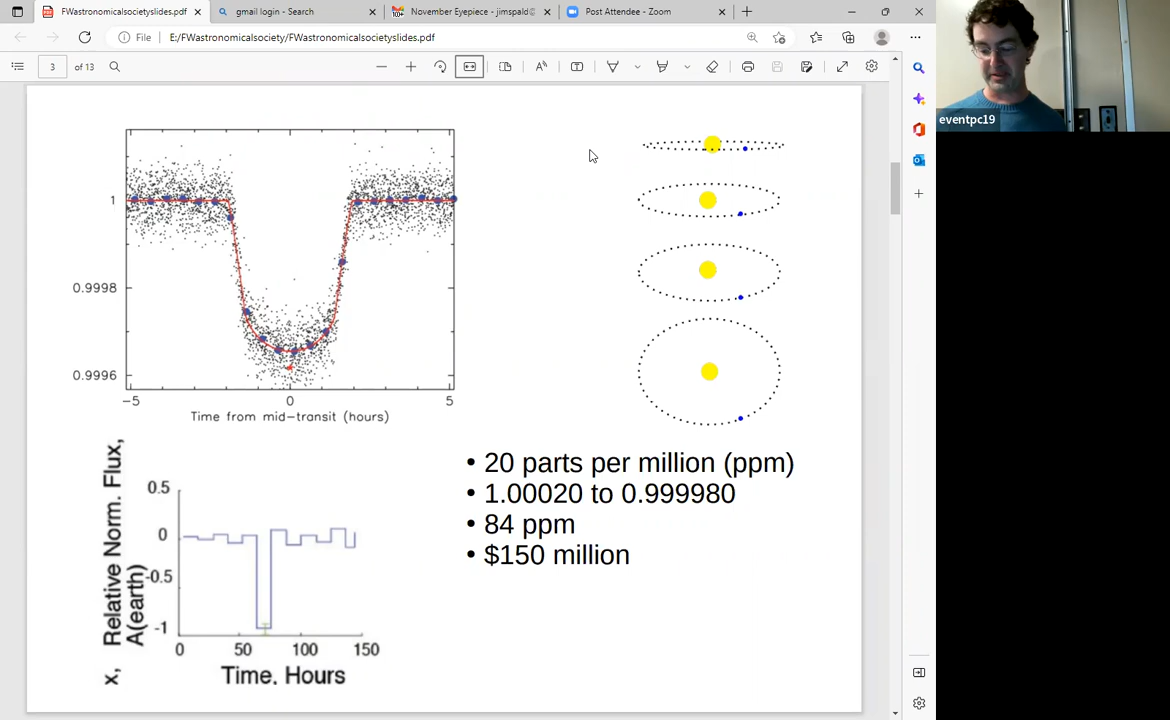 FWastronomicalsocietyslides.pdf
gmail login - Search
November Eyepiece - jimspald
Post Attendee - Zoom
File
E:/FWastronomicalsociety/FWastronomicalsocietyslides.pdf
3 of 13
1
0.9998
0.9996
−5 0 5
Time from mid−transit (hours)
• 20 parts per million (ppm)
• 1.00020 to 0.999980
• 84 ppm
• $150 million
Relative Norm. Flux,
A(earth)
x,
0.5
0
-0.5
-1
0 50 100 150
Time, Hours
eventpc19